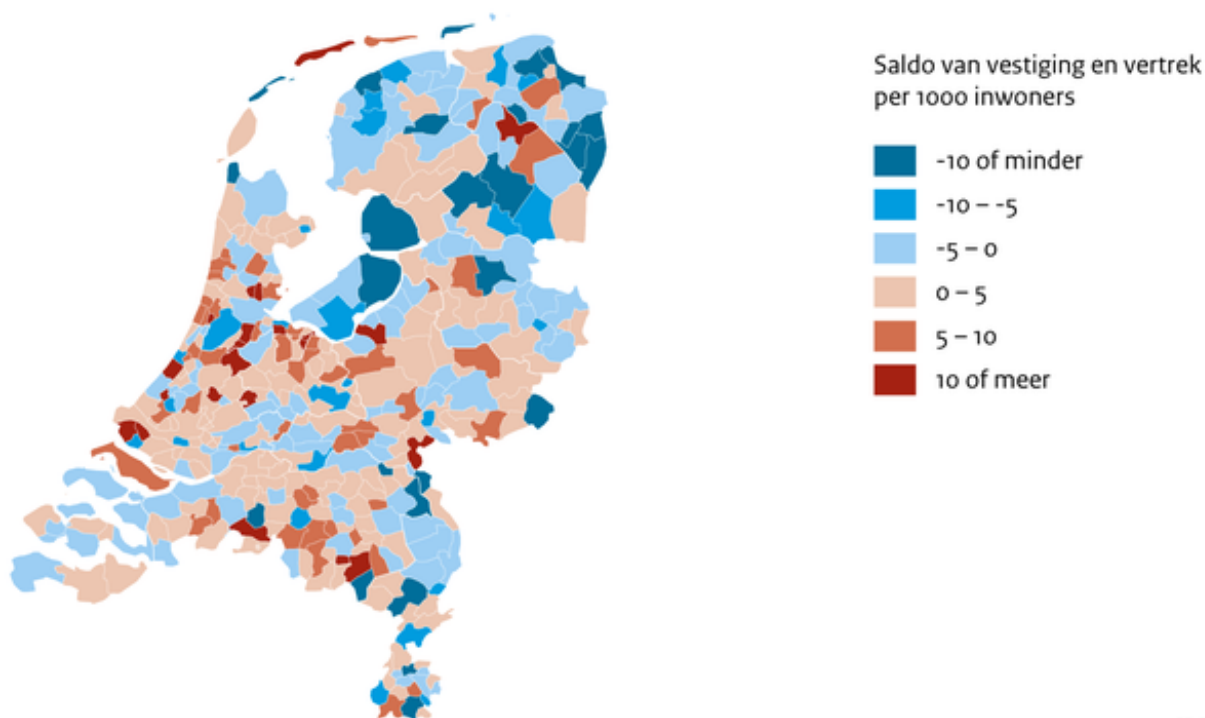 Saldo van vestiging en vertrek
per 1000 inwoners
-10 of minder
-10 – -5
-5 – 0
0 – 5
5 – 10
10 of meer